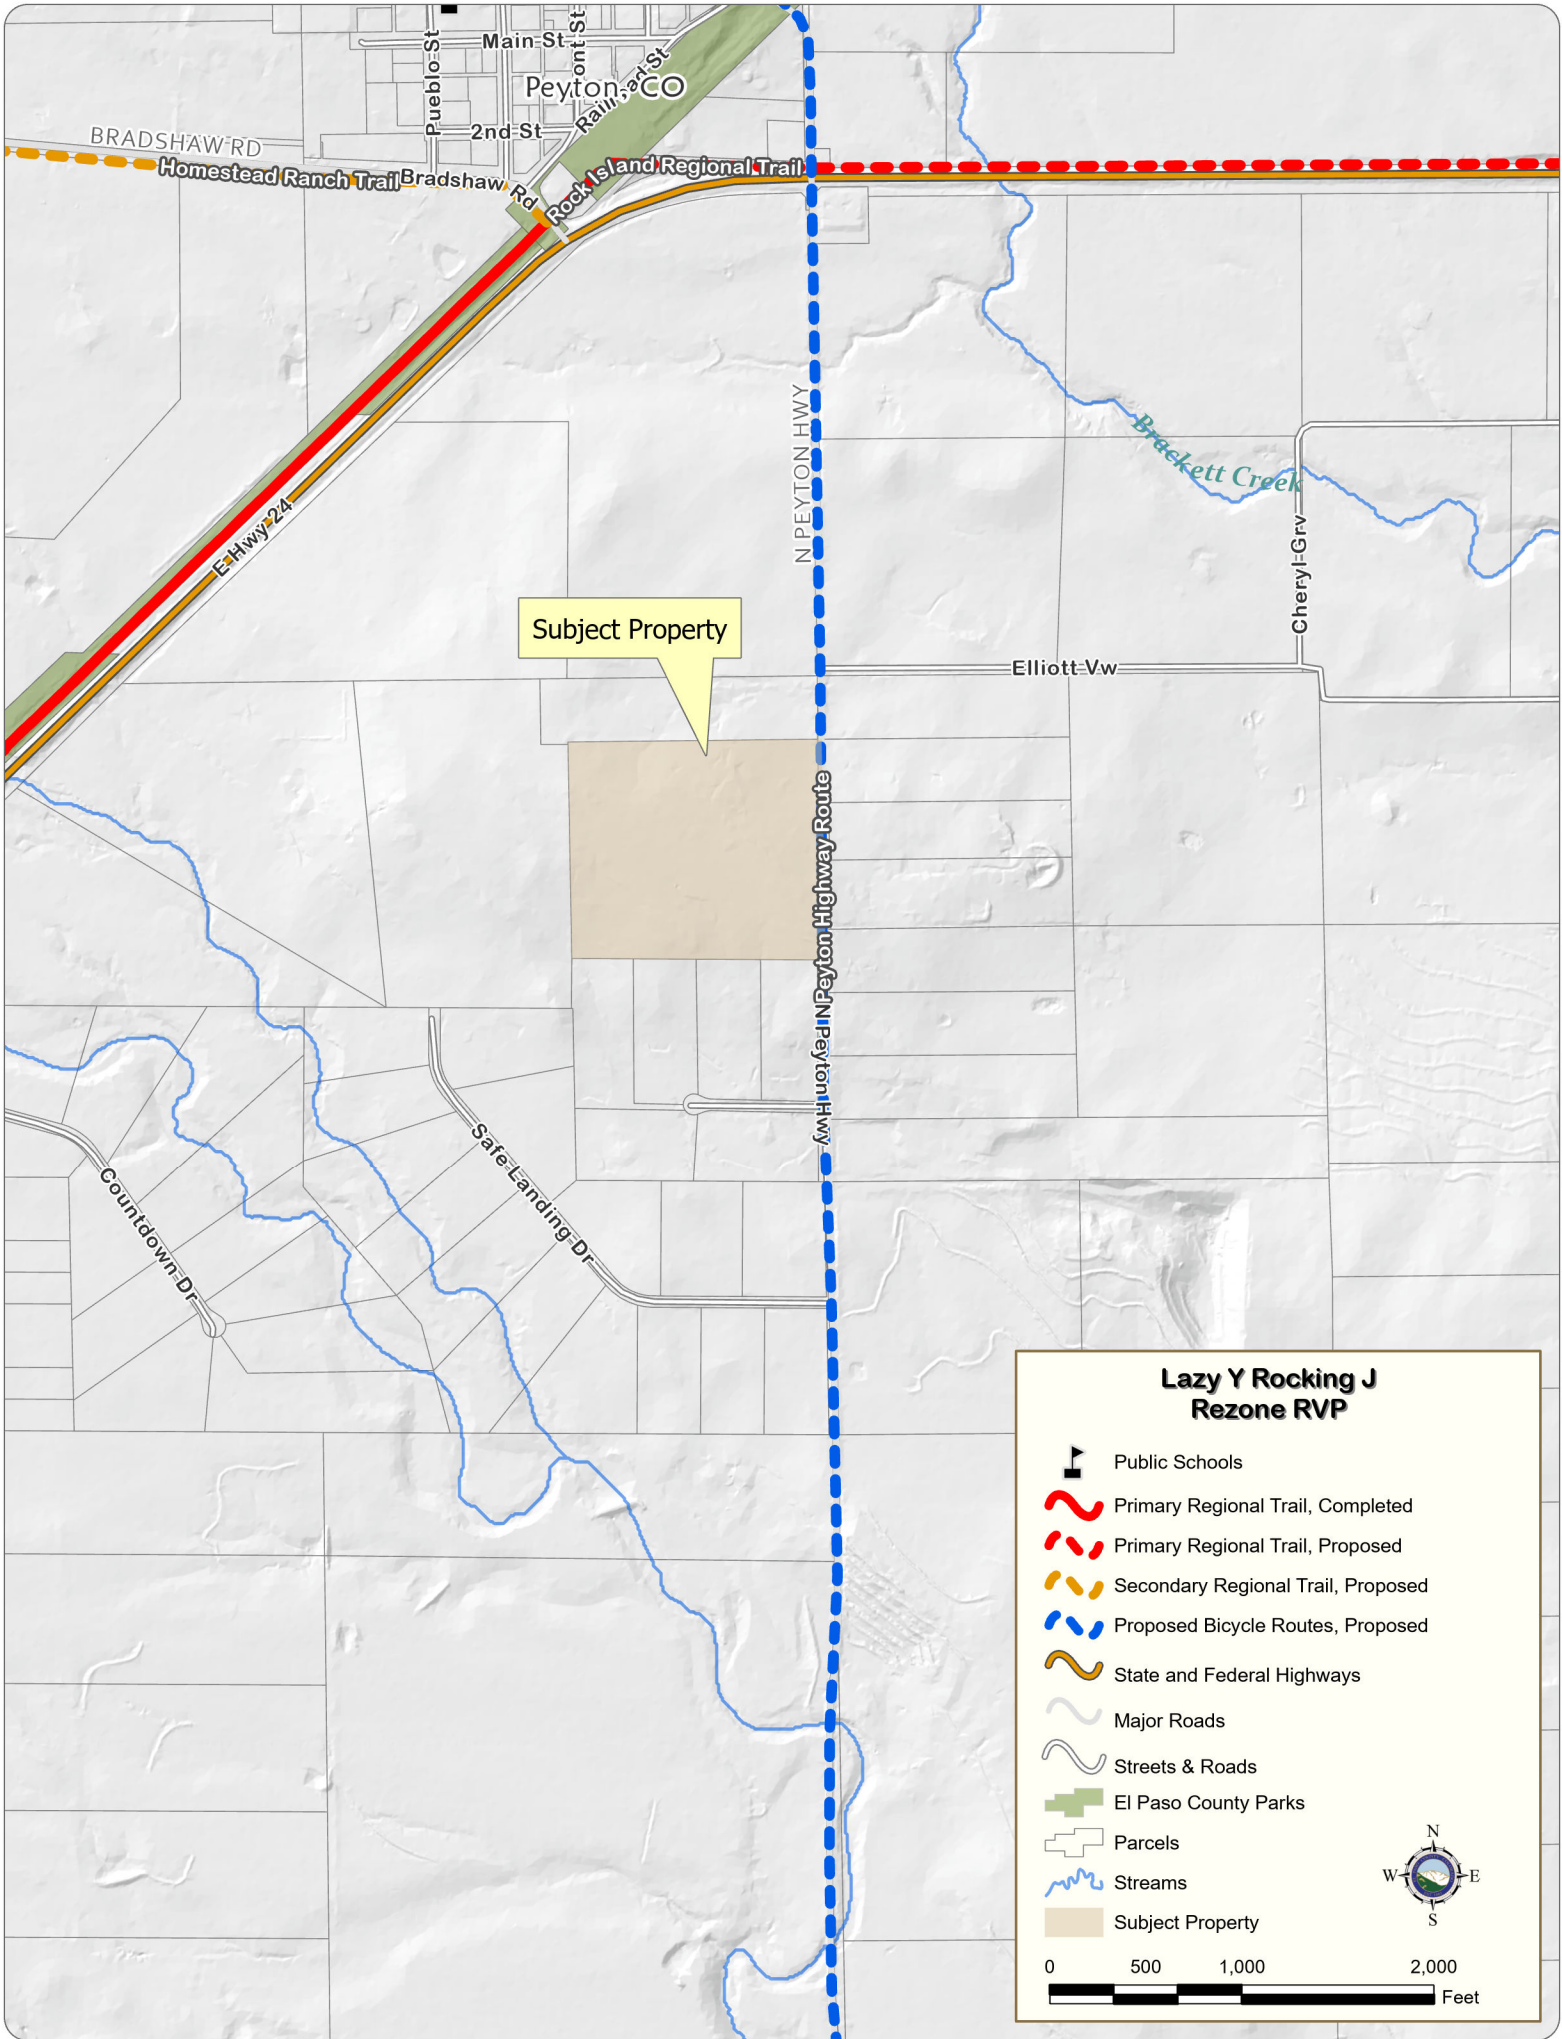 Main St
Pueblo St
ont St
Railroad St
Peyton, CO
2nd St
BRADSHAW RD
Homestead Ranch Trail
Bradshaw Rd
Rock Island Regional Trail
N PEYTON HWY
Brackett Creek
E Hwy 24
Cheryl Grv
Subject Property
Elliott Vw
N Peyton Highway Route
N Peyton Hwy
Safe Landing Dr
Countdown Dr
Lazy Y Rocking J
Rezone RVP
Public Schools
Primary Regional Trail, Completed
Primary Regional Trail, Proposed
Secondary Regional Trail, Proposed
Proposed Bicycle Routes, Proposed
State and Federal Highways
Major Roads
Streets & Roads
El Paso County Parks
Parcels
Streams
Subject Property
N
W E
S
0 500 1,000 2,000
Feet